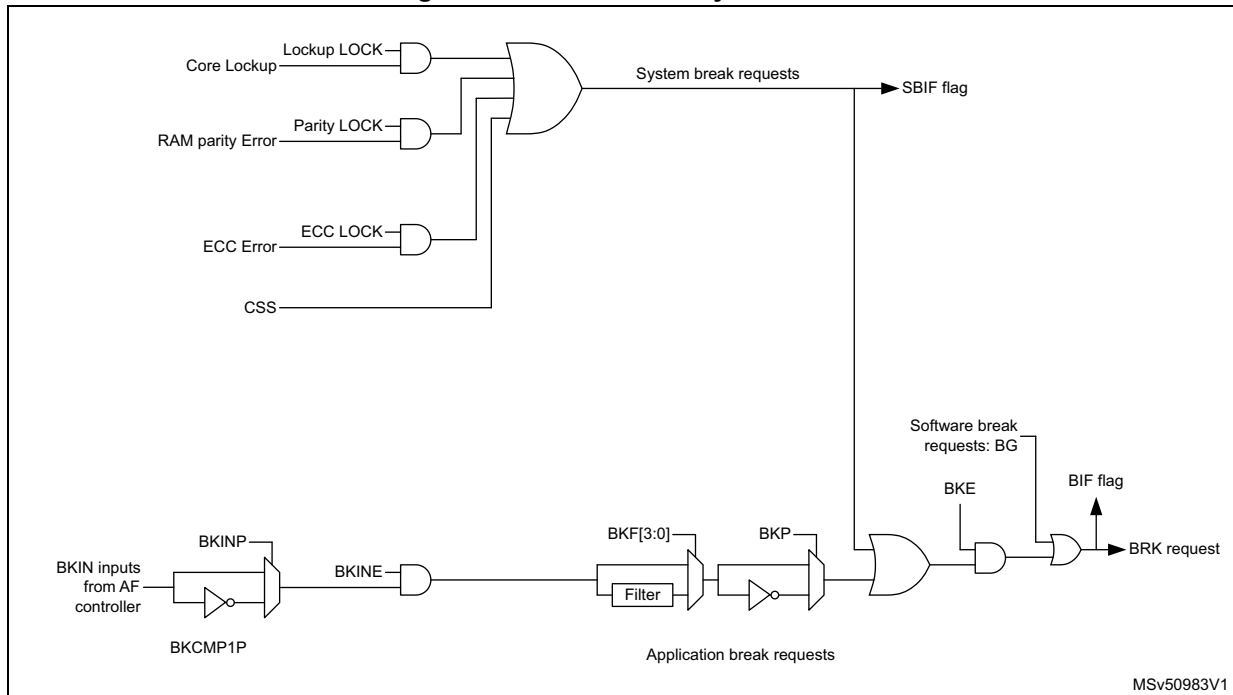 Lockup LOCK
Core Lockup
System break requests
SBIF flag
Parity LOCK
RAM parity Error
ECC LOCK
ECC Error
CSS
Software break
requests: BG
BIF flag
BKE
BKINP
BKF[3:0]
BKP
BRK request
BKIN inputs
from AF
controller
BKINE
Filter
BKCMP1P
Application break requests
MSv50983V1